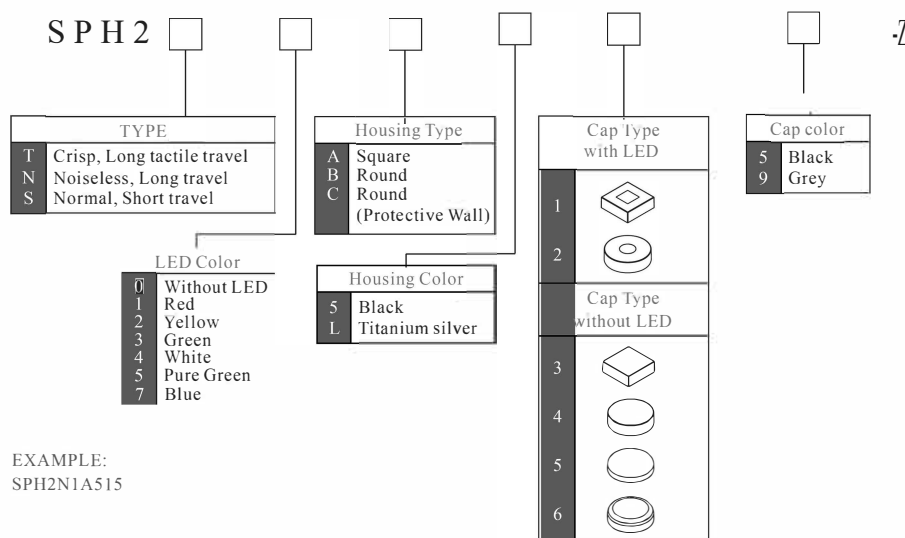 SPH2
-Z
TYPE
T Crisp, Long tactile travel
N Noiseless, Long travel
S Normal, Short travel
LED Color
0 Without LED
1 Red
2 Yellow
3 Green
4 White
5 Pure Green
7 Blue
Housing Type
A Square
B Round
C Round
(Protective Wall)
Housing Color
5 Black
L Titanium silver
Cap Type
with LED
1
2
Cap Type
without LED
3
4
5
6
Cap color
5 Black
9 Grey
EXAMPLE:
SPH2N1A515